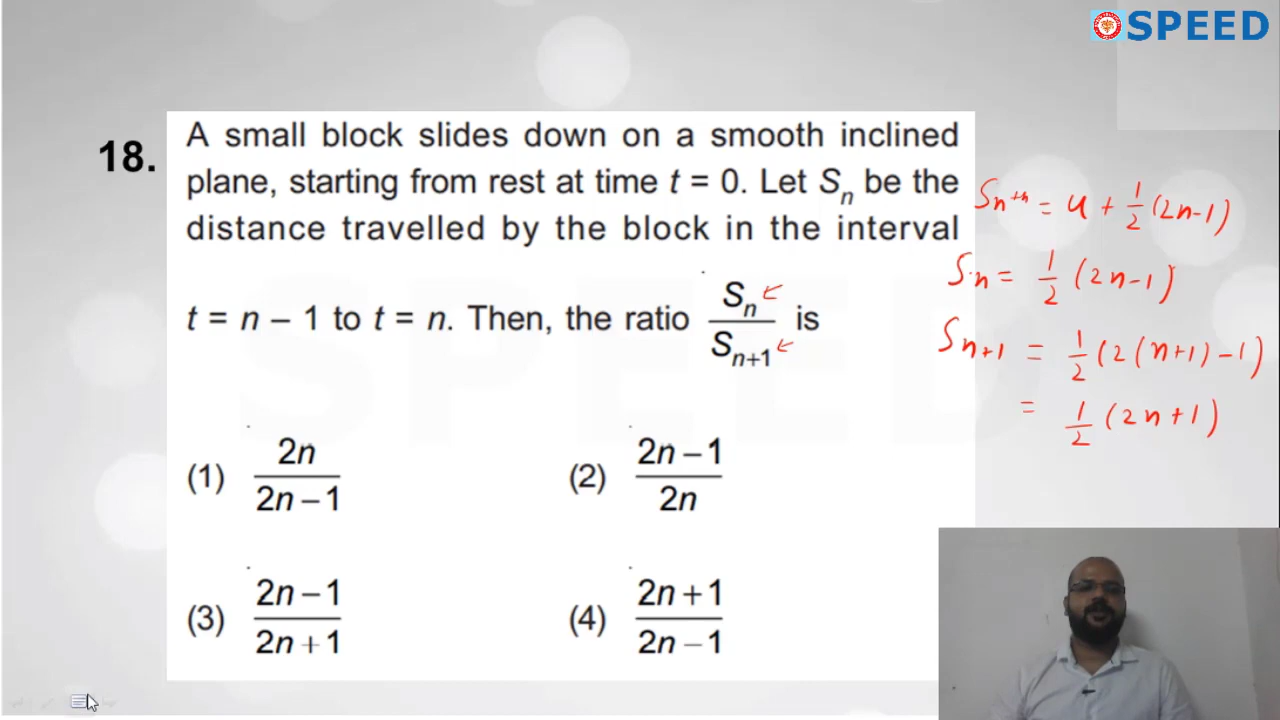 SPEED
18.
A small block slides down on a smooth inclined
plane, starting from rest at time t = 0. Let Sn be the
distance travelled by the block in the interval
t = n – 1 to t = n. Then, the ratio Sn/Sn+1 is
(1) 2n/2n – 1
(2) 2n – 1/2n
(3) 2n – 1/2n + 1
(4) 2n + 1/2n – 1
Snth = u + 1/2 (2n-1)
Sn = 1/2 (2n-1)
Sn+1 = 1/2 (2(n+1)-1)
= 1/2 (2n+1)